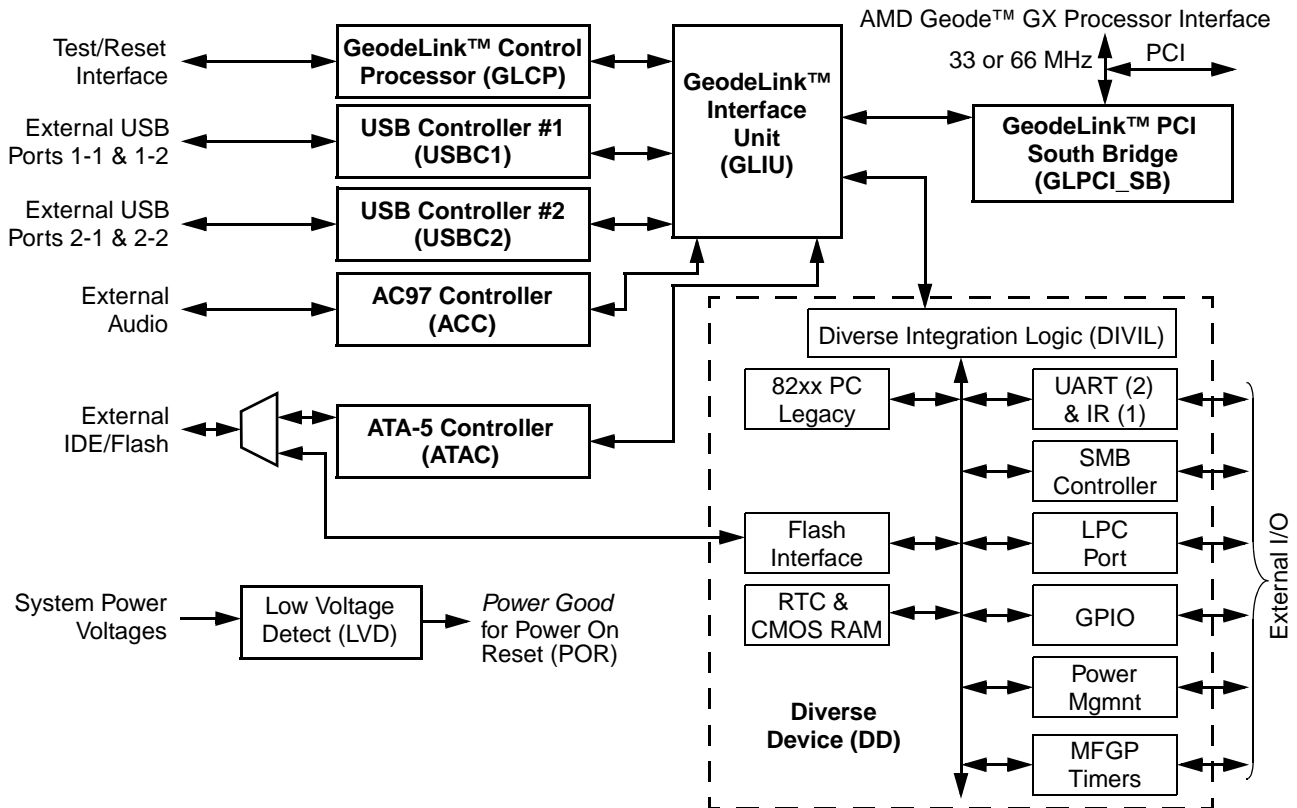 AMD Geode™ GX Processor Interface
33 or 66 MHz
PCI
Test/Reset
Interface
GeodeLink™ Control
Processor (GLCP)
GeodeLink™
Interface
Unit
(GLIU)
GeodeLink™ PCI
South Bridge
(GLPCI_SB)
External USB
Ports 1-1 & 1-2
USB Controller #1
(USBC1)
External USB
Ports 2-1 & 2-2
USB Controller #2
(USBC2)
External
Audio
AC97 Controller
(ACC)
External
IDE/Flash
ATA-5 Controller
(ATAC)
System Power
Voltages
Low Voltage
Detect (LVD)
Power Good
for Power On
Reset (POR)
Diverse Integration Logic (DIVIL)
82xx PC
Legacy
UART (2)
& IR (1)
SMB
Controller
Flash
Interface
LPC
Port
RTC &
CMOS RAM
GPIO
Power
Mgmnt
MFGP
Timers
Diverse
Device (DD)
External I/O